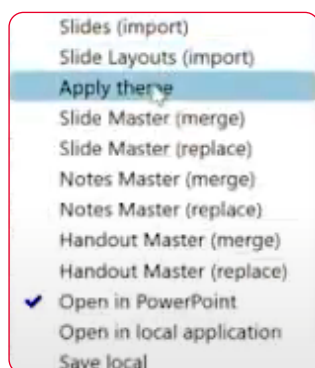 Slides (import)
Slide Layouts (import)
Apply theme
Slide Master (merge)
Slide Master (replace)
Notes Master (merge)
Notes Master (replace)
Handout Master (merge)
Handout Master (replace)
Open in PowerPoint
Open in local application
Save local